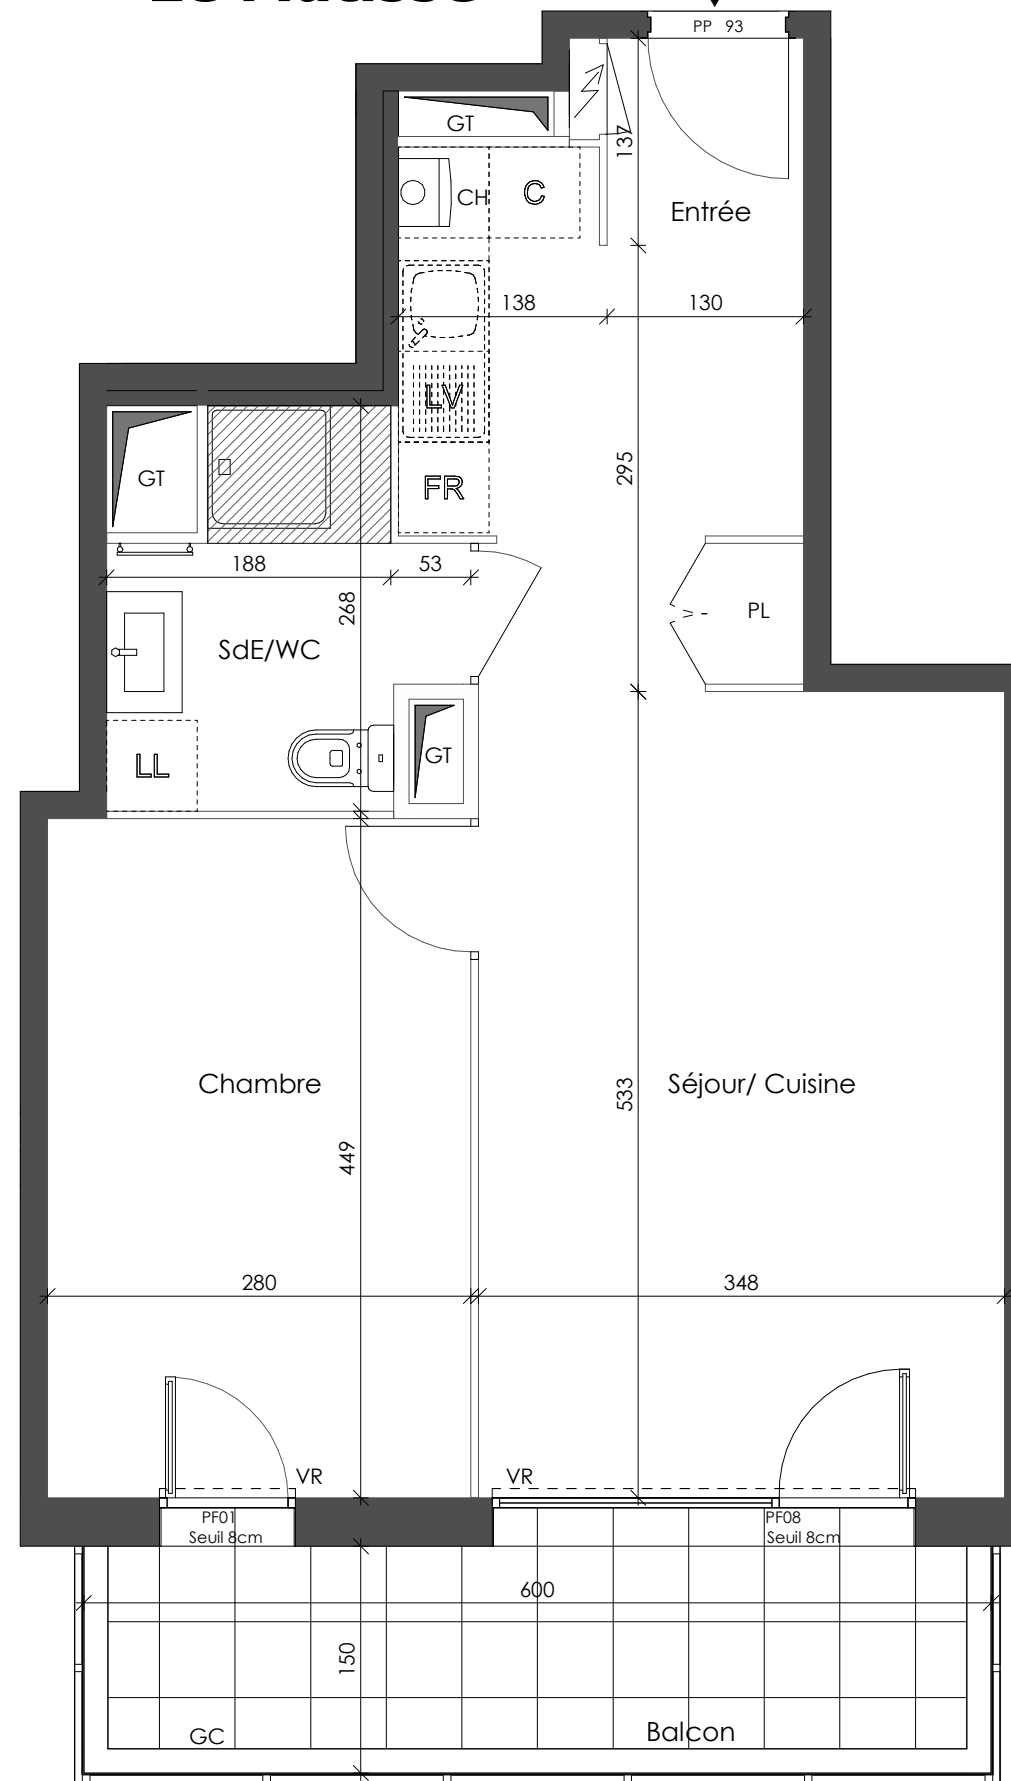 PP 93
GT
137
CH
C
Entrée
138
130
LV
295
GT
FR
188
53
268
PL
SdE/WC
GT
LL
Chambre
Séjour/ Cuisine
533
449
280
348
VR
VR
PF01
Seuil 8cm
PF08
Seuil 8cm
600
150
GC
Balcon